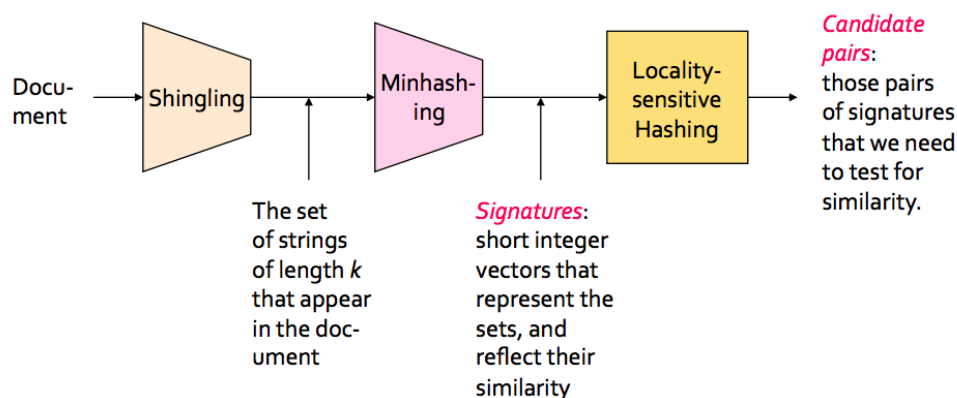 Docu-
ment
Shingling
The set
of strings
of length k
that appear
in the doc-
ument
Minhash-
ing
Signatures:
short integer
vectors that
represent the
sets, and
reflect their
similarity
Locality-
sensitive
Hashing
Candidate
pairs:
those pairs
of signatures
that we need
to test for
similarity.